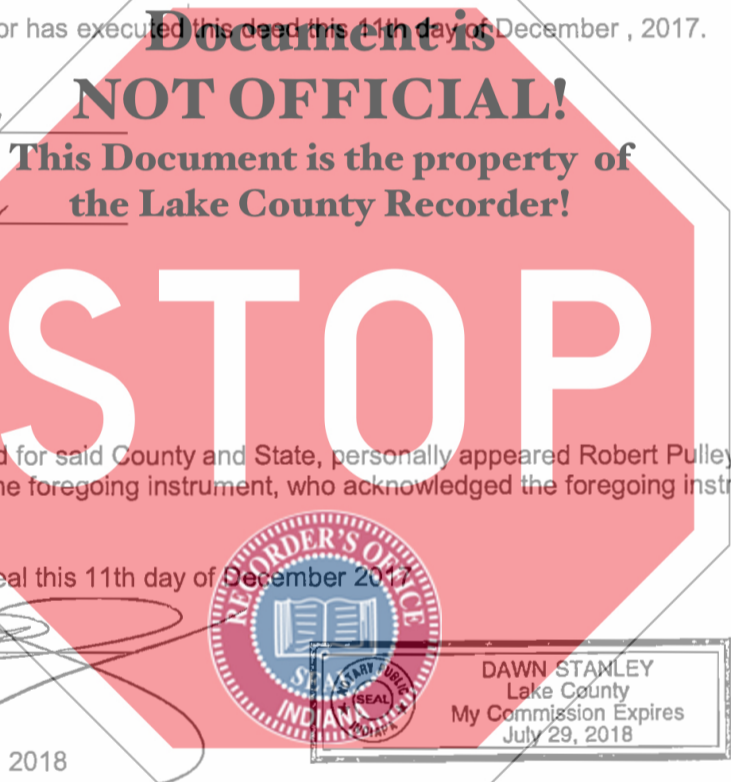 or has executed this deed this 11th day of December , 2017.
Document is
NOT OFFICIAL!
This Document is the property of
the Lake County Recorder!
STOP
d for said County and State, personally appeared Robert Pulley
he foregoing instrument, who acknowledged the foregoing instr
eal this 11th day of December 2017
RECORDER'S OFFICE
INDIANA
NOTARY PUBLIC
SEAL
INDIANA
DAWN STANLEY
Lake County
My Commission Expires
July 29, 2018
2018